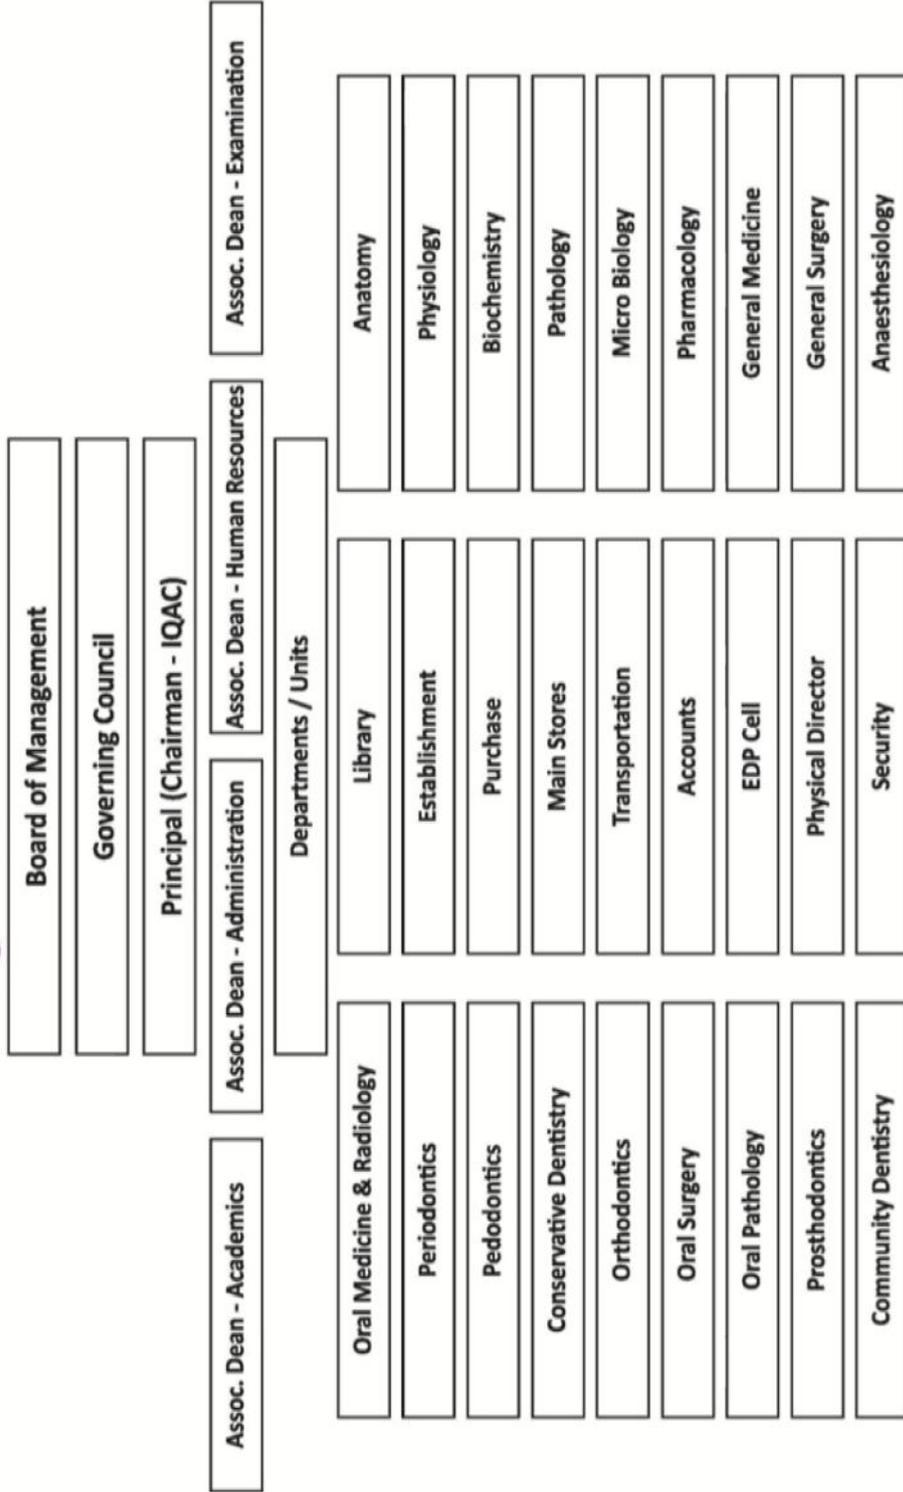 Board of Management
Governing Council
Principal (Chairman - IQAC)
Assoc. Dean - Academics
Assoc. Dean - Administration
Assoc. Dean - Human Resources
Assoc. Dean - Examination
Departments / Units
Oral Medicine & Radiology
Library
Anatomy
Periodontics
Establishment
Physiology
Pedodontics
Purchase
Biochemistry
Conservative Dentistry
Main Stores
Pathology
Orthodontics
Transportation
Micro Biology
Oral Surgery
Accounts
Pharmacology
Oral Pathology
EDP Cell
General Medicine
Prosthodontics
Physical Director
General Surgery
Community Dentistry
Security
Anaesthesiology